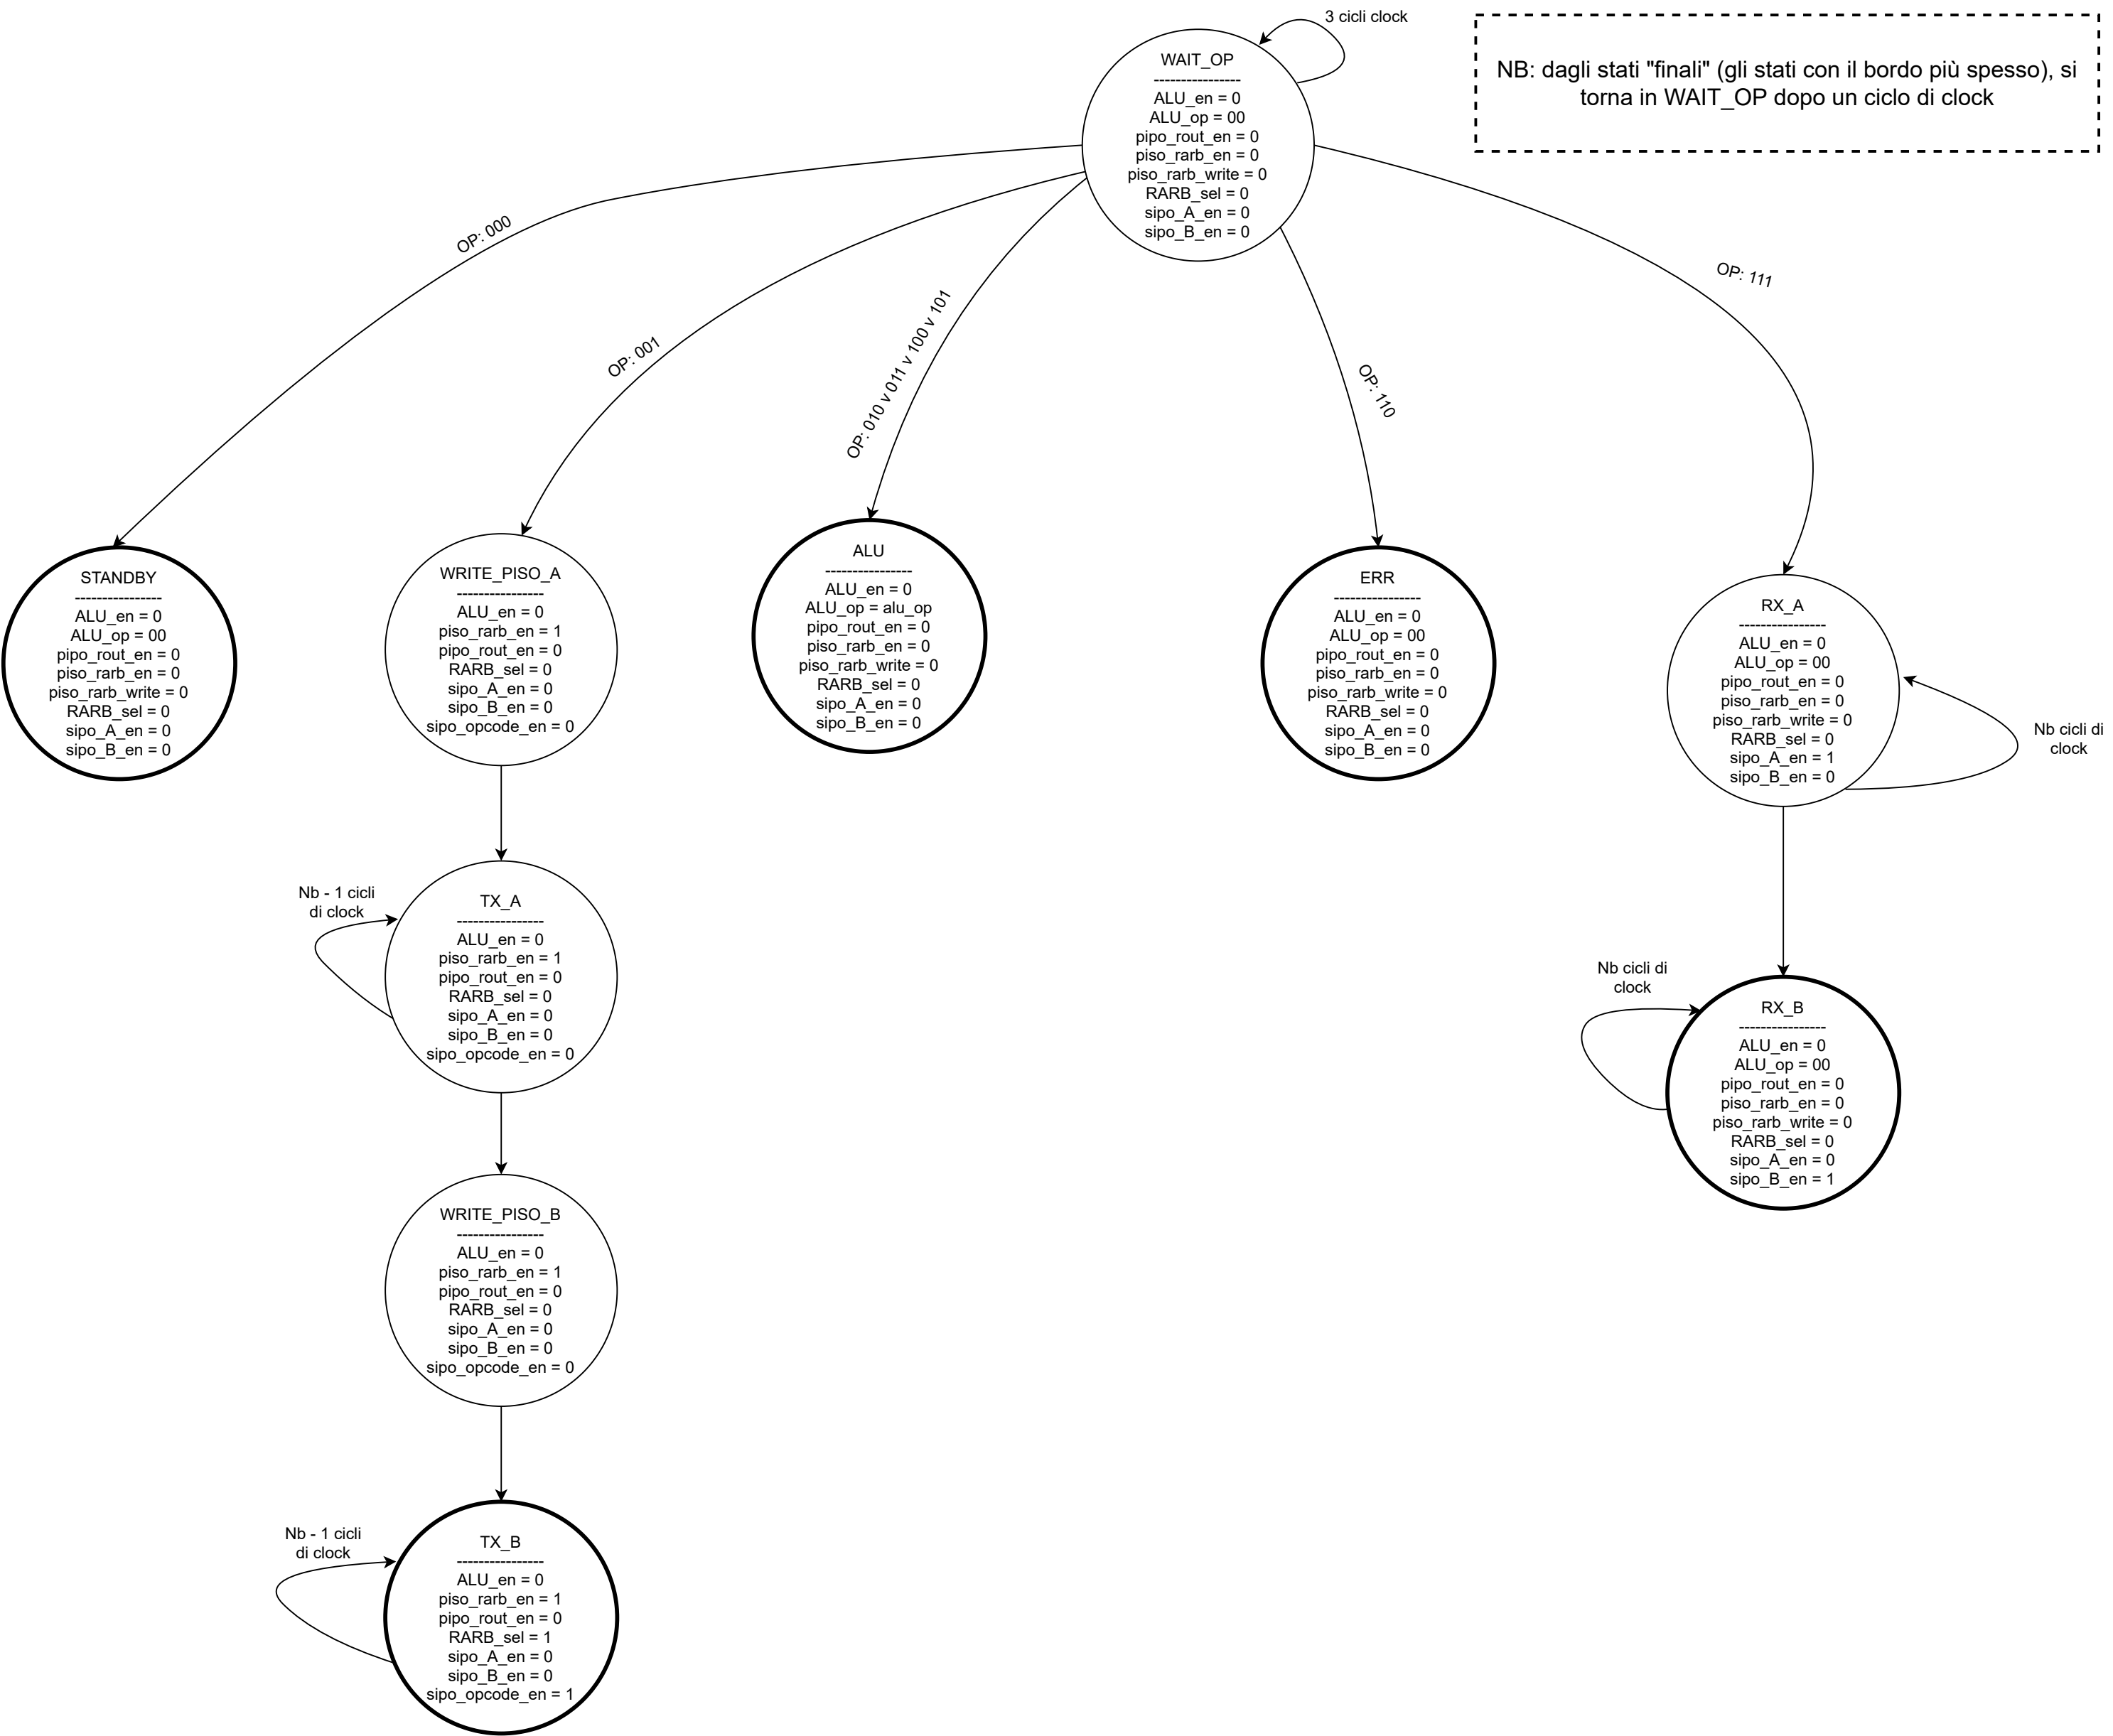 3 cicli clock
NB: dagli stati "finali" (gli stati con il bordo più spesso), si
torna in WAIT_OP dopo un ciclo di clock
WAIT_OP
----------------
ALU_en = 0
ALU_op = 00
pipo_rout_en = 0
piso_rarb_en = 0
piso_rarb_write = 0
RARB_sel = 0
sipo_A_en = 0
sipo_B_en = 0
OP: 000
OP: 001
OP: 010 v 011 v 100 v 101
OP: 110
OP: 111
STANDBY
----------------
ALU_en = 0
ALU_op = 00
pipo_rout_en = 0
piso_rarb_en = 0
piso_rarb_write = 0
RARB_sel = 0
sipo_A_en = 0
sipo_B_en = 0
WRITE_PISO_A
----------------
ALU_en = 0
piso_rarb_en = 1
pipo_rout_en = 0
RARB_sel = 0
sipo_A_en = 0
sipo_B_en = 0
sipo_opcode_en = 0
ALU
----------------
ALU_en = 0
ALU_op = alu_op
pipo_rout_en = 0
piso_rarb_en = 0
piso_rarb_write = 0
RARB_sel = 0
sipo_A_en = 0
sipo_B_en = 0
ERR
----------------
ALU_en = 0
ALU_op = 00
pipo_rout_en = 0
piso_rarb_en = 0
piso_rarb_write = 0
RARB_sel = 0
sipo_A_en = 0
sipo_B_en = 0
RX_A
----------------
ALU_en = 0
ALU_op = 00
pipo_rout_en = 0
piso_rarb_en = 0
piso_rarb_write = 0
RARB_sel = 0
sipo_A_en = 1
sipo_B_en = 0
Nb cicli di
clock
Nb - 1 cicli
di clock
TX_A
----------------
ALU_en = 0
piso_rarb_en = 1
pipo_rout_en = 0
RARB_sel = 0
sipo_A_en = 0
sipo_B_en = 0
sipo_opcode_en = 0
Nb cicli di
clock
RX_B
----------------
ALU_en = 0
ALU_op = 00
pipo_rout_en = 0
piso_rarb_en = 0
piso_rarb_write = 0
RARB_sel = 0
sipo_A_en = 0
sipo_B_en = 1
WRITE_PISO_B
----------------
ALU_en = 0
piso_rarb_en = 1
pipo_rout_en = 0
RARB_sel = 0
sipo_A_en = 0
sipo_B_en = 0
sipo_opcode_en = 0
Nb - 1 cicli
di clock
TX_B
----------------
ALU_en = 0
piso_rarb_en = 1
pipo_rout_en = 0
RARB_sel = 1
sipo_A_en = 0
sipo_B_en = 0
sipo_opcode_en = 1